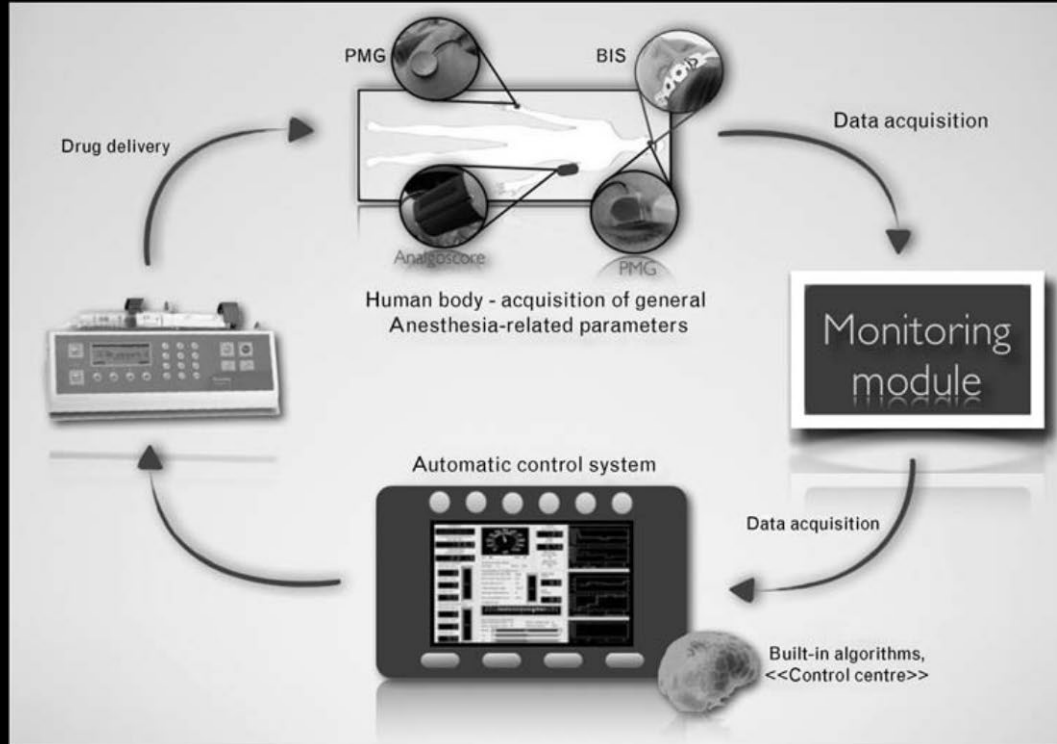 PMG
BIS
Drug delivery
Data acquisition
Analgoscore
PMG
Human body - acquisition of general
Anesthesia-related parameters
Monitoring
module
Automatic control system
Data acquisition
Built-in algorithms,
<<Control centre>>